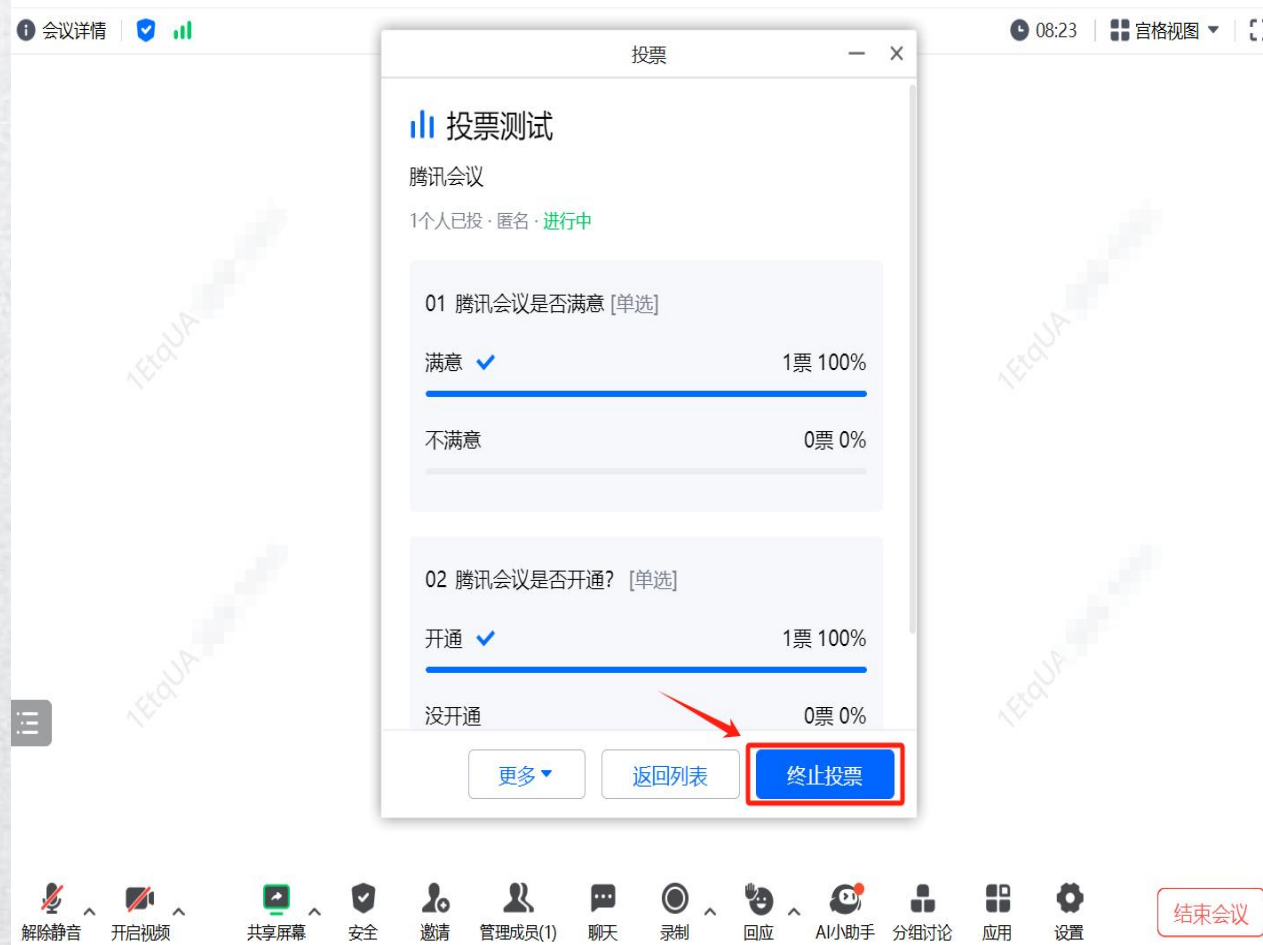 会议详情
08:23
宫格视图
投票
投票测试
腾讯会议
1个人已投 · 匿名 · 进行中
01 腾讯会议是否满意 [单选]
满意 1票 100%
不满意 0票 0%
02 腾讯会议是否开通? [单选]
开通 1票 100%
没开通 0票 0%
更多 返回列表 终止投票
1EtqUA
1EtqUA
1EtqUA
1EtqUA
解除静音 开启视频 共享屏幕 安全 邀请 管理成员(1) 聊天 录制 回应 AI小助手 分组讨论 应用 设置 结束会议